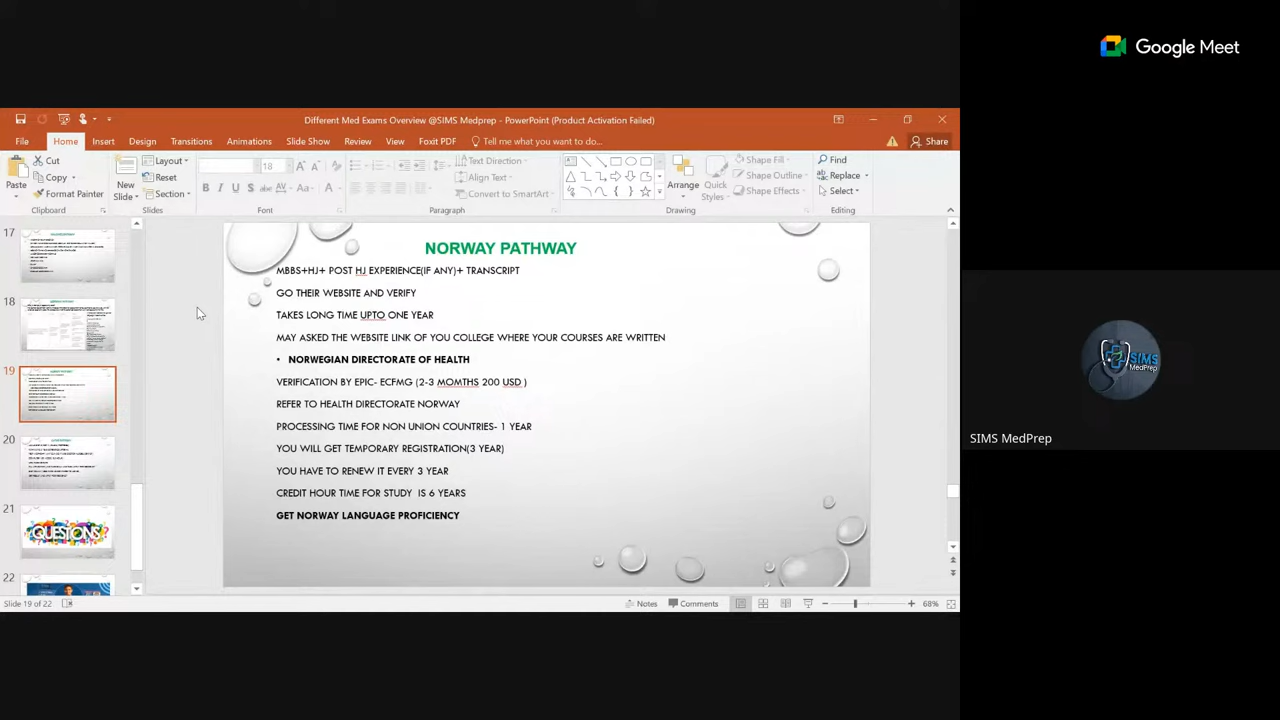 Google Meet
Different Med Exams Overview @SIMS Medprep - PowerPoint (Product Activation Failed)
File Home Insert Design Transitions Animations Slide Show Review View Foxit PDF Tell me what you want to do... Share
Paste
Cut
Copy
Format Painter
Clipboard
New Slide
Layout
Reset
Section
Slides
18
B I U S abc AV Aa A
Font
Text Direction
Align Text
Convert to SmartArt
Paragraph
Arrange
Quick Styles
Shape Fill
Shape Outline
Shape Effects
Drawing
Find
Replace
Select
Editing
17
18
19
20
21
QUESTIONS?
22
NORWAY PATHWAY
MBBS+HJ+ POST HJ EXPERIENCE(IF ANY)+ TRANSCRIPT
GO THEIR WEBSITE AND VERIFY
TAKES LONG TIME UPTO ONE YEAR
MAY ASKED THE WEBSITE LINK OF YOU COLLEGE WHERE YOUR COURSES ARE WRITTEN
• NORWEGIAN DIRECTORATE OF HEALTH
VERIFICATION BY EPIC- ECFMG (2-3 MOMTHS 200 USD )
REFER TO HEALTH DIRECTORATE NORWAY
PROCESSING TIME FOR NON UNION COUNTRIES- 1 YEAR
YOU WILL GET TEMPORARY REGISTRATION(3 YEAR)
YOU HAVE TO RENEW IT EVERY 3 YEAR
CREDIT HOUR TIME FOR STUDY IS 6 YEARS
GET NORWAY LANGUAGE PROFICIENCY
SIMS
MedPrep
SIMS MedPrep
Slide 19 of 22
Notes
Comments
68%